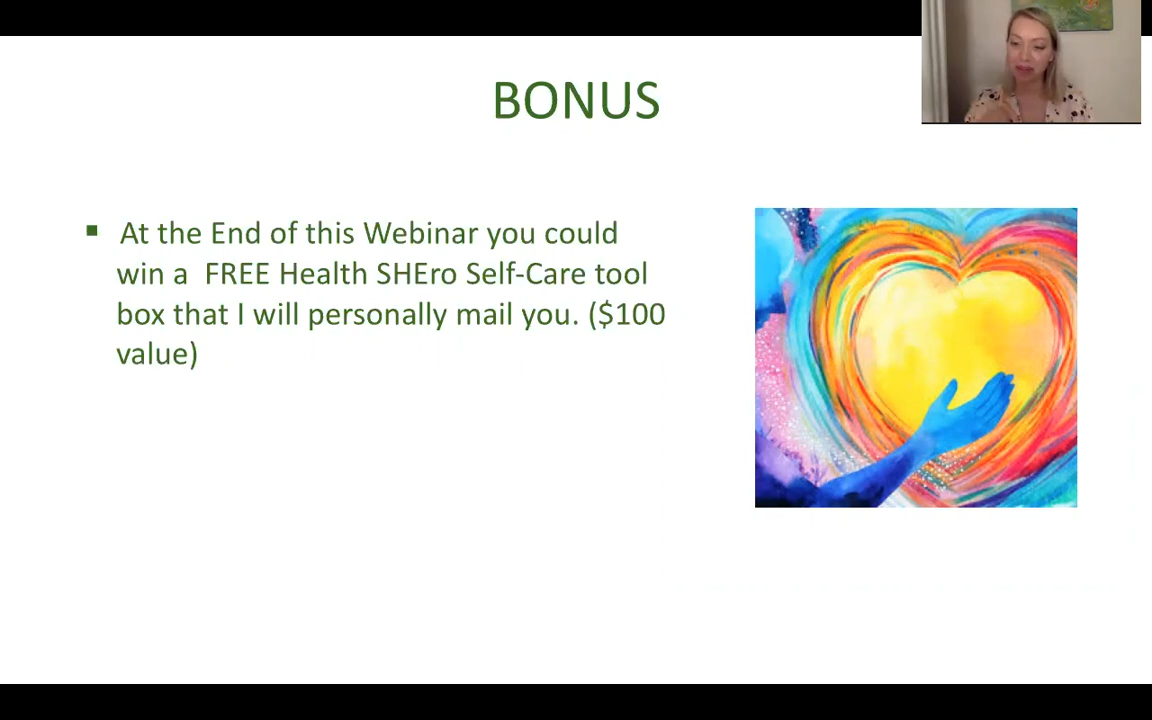 BONUS
▪ At the End of this Webinar you could
win a  FREE Health SHEro Self-Care tool
box that I will personally mail you. ($100
value)